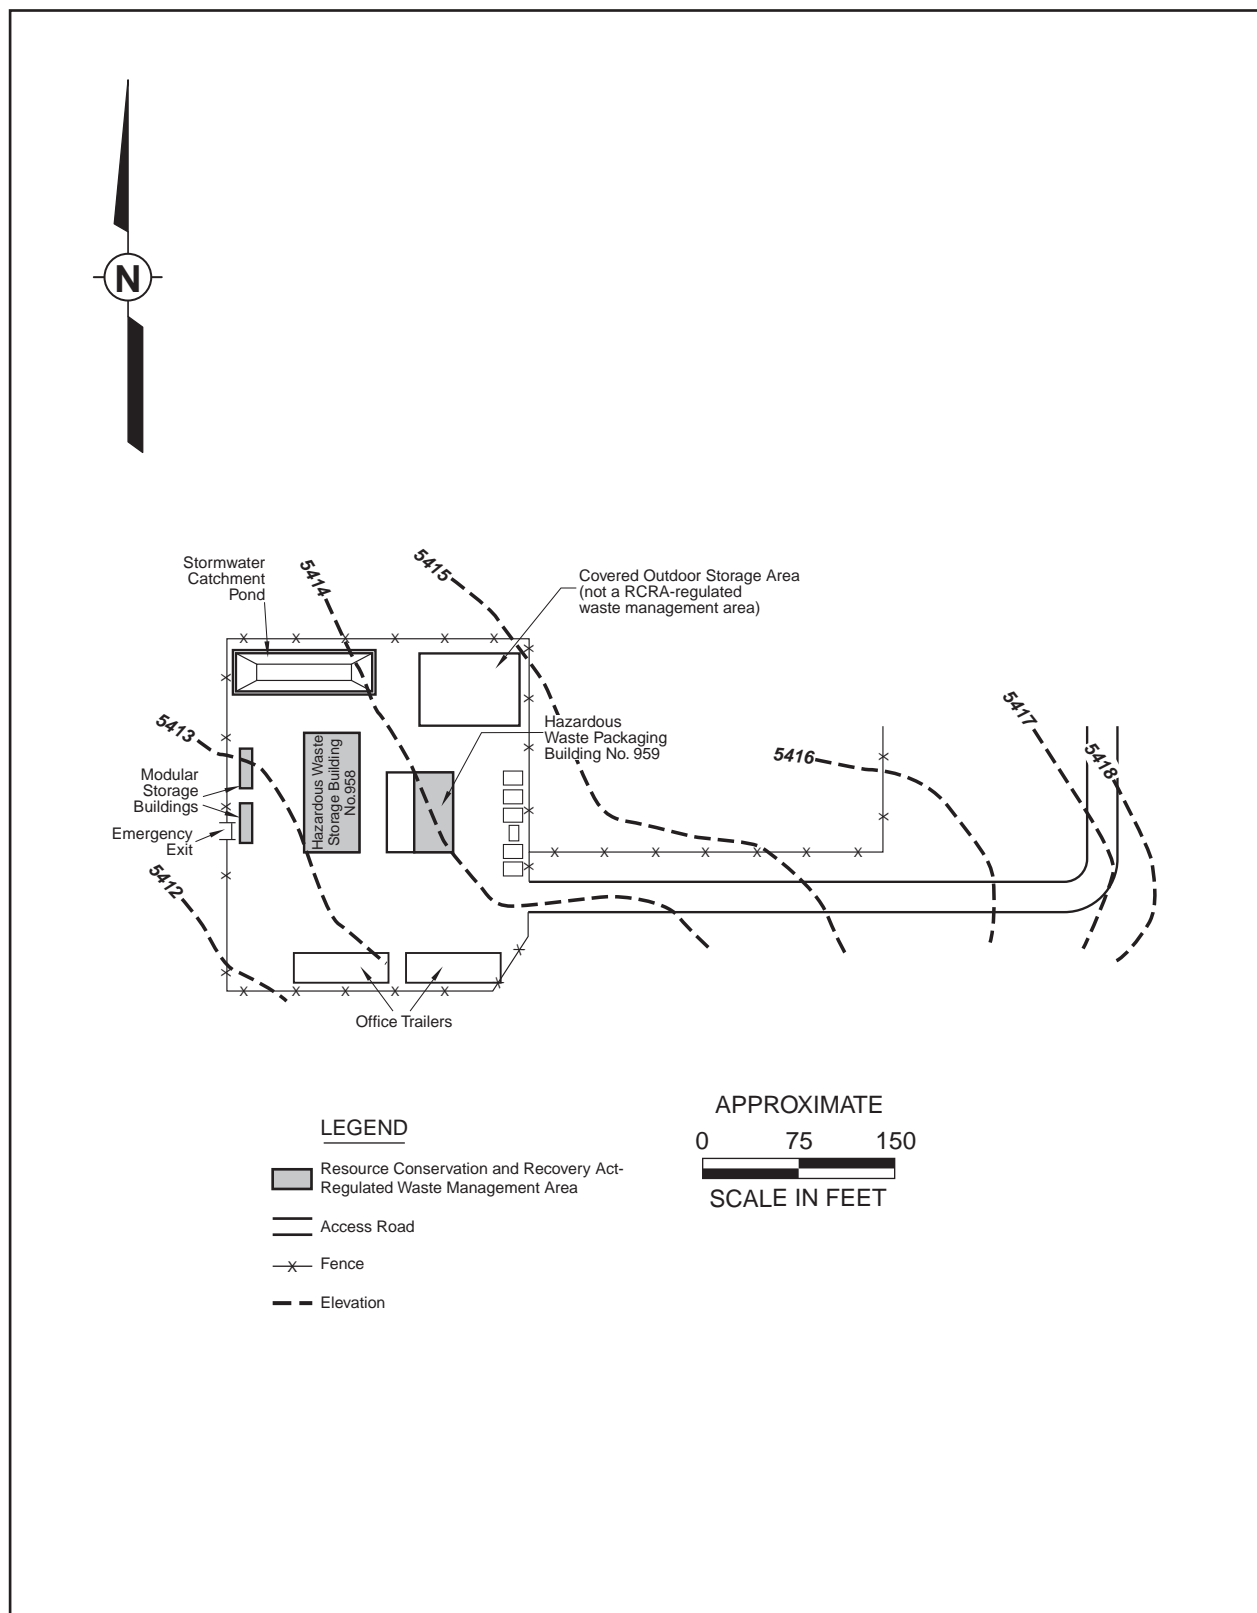 N
Stormwater
Catchment
Pond
5414
5415
Covered Outdoor Storage Area
(not a RCRA-regulated
waste management area)
5413
Modular
Storage
Buildings
Emergency
Exit
5412
Hazardous Waste
Storage Building
No.958
Hazardous
Waste Packaging
Building No. 959
5416
5417
5418
Office Trailers
LEGEND
Resource Conservation and Recovery Act-
Regulated Waste Management Area
Access Road
Fence
Elevation
APPROXIMATE
0 75 150
SCALE IN FEET